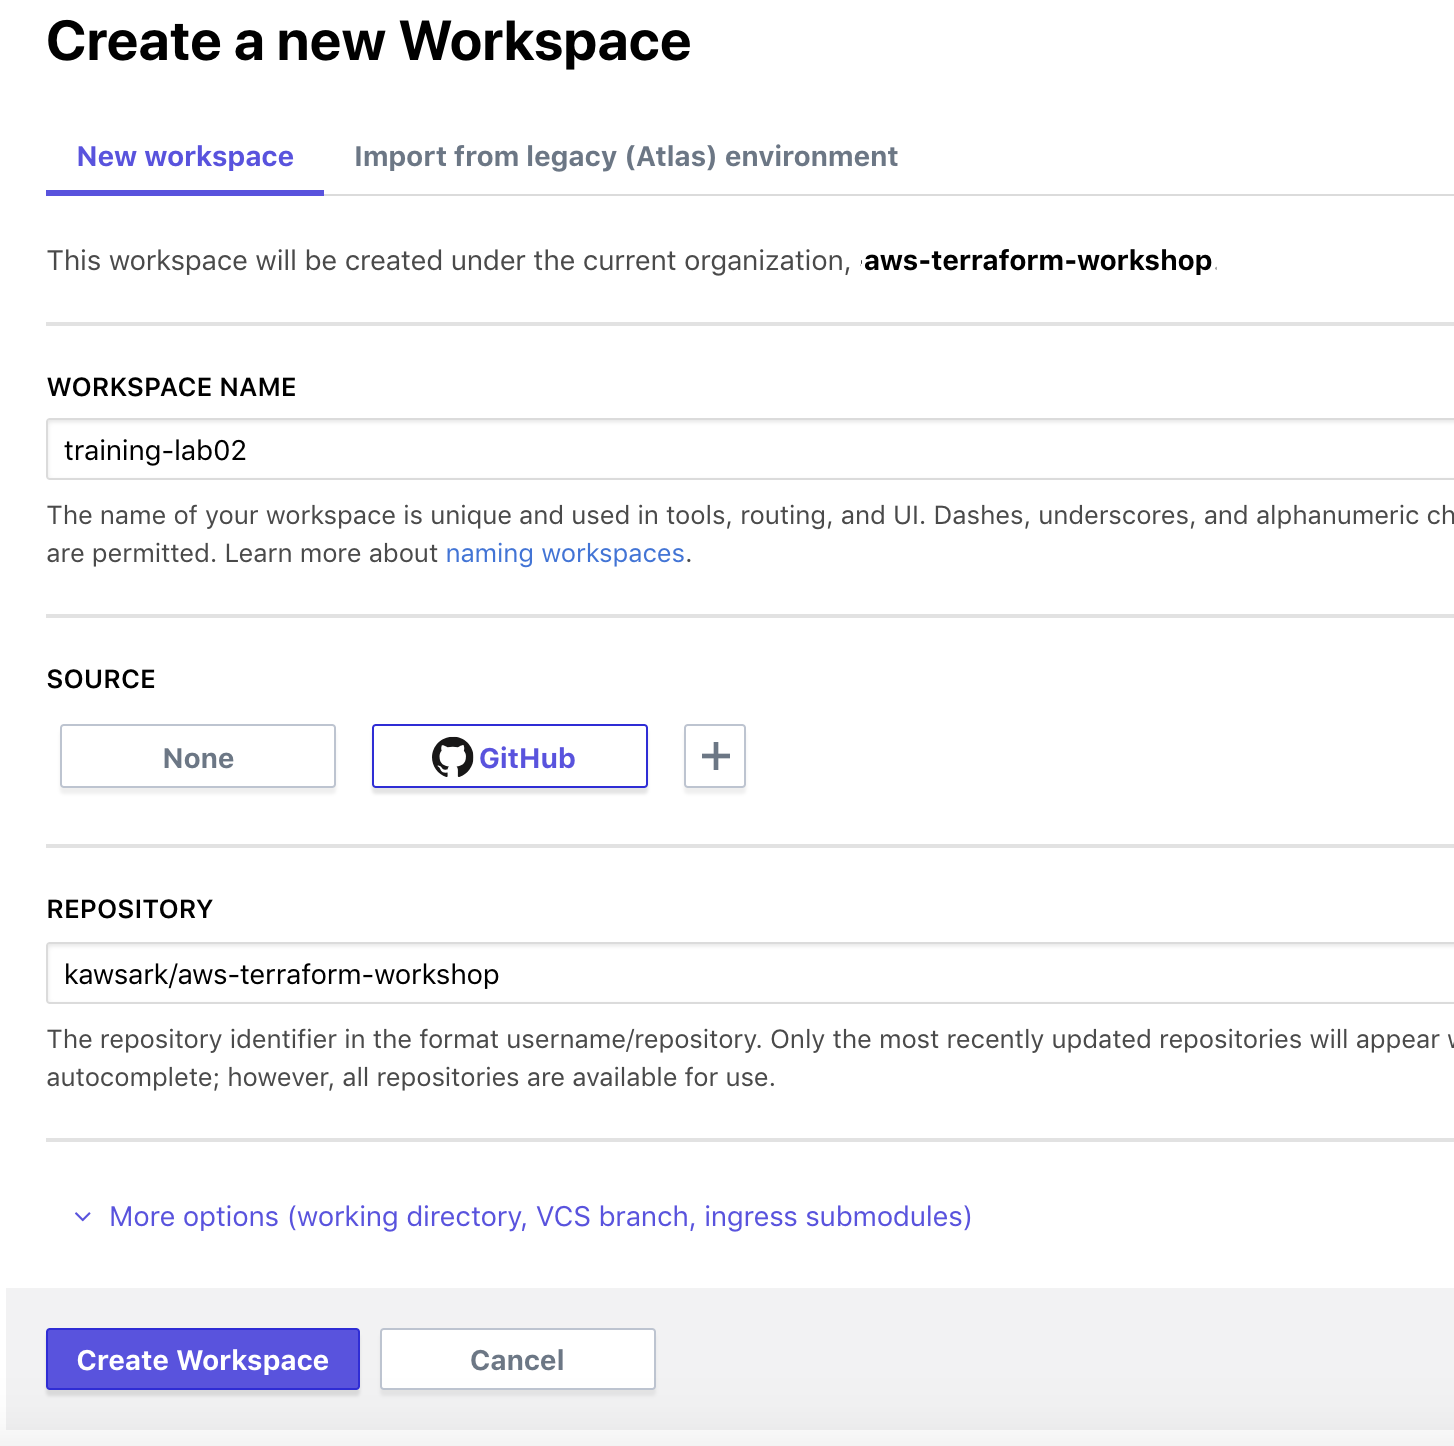 Create a new Workspace
New workspace Import from legacy (Atlas) environment
This workspace will be created under the current organization, aws-terraform-workshop.
WORKSPACE NAME
training-lab02
The name of your workspace is unique and used in tools, routing, and UI. Dashes, underscores, and alphanumeric ch
are permitted. Learn more about naming workspaces.
SOURCE
None GitHub +
REPOSITORY
kawsark/aws-terraform-workshop
The repository identifier in the format username/repository. Only the most recently updated repositories will appear
autocomplete; however, all repositories are available for use.
More options (working directory, VCS branch, ingress submodules)
Create Workspace Cancel